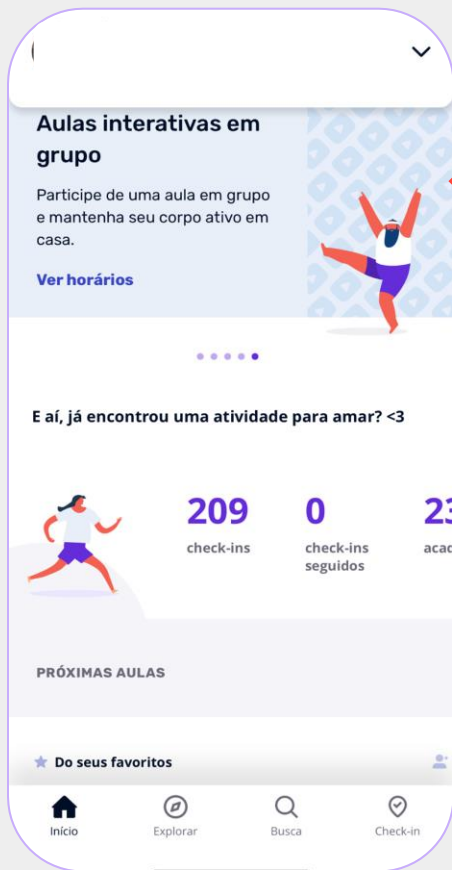 Aulas interativas em
grupo
Participe de uma aula em grupo
e mantenha seu corpo ativo em
casa.
Ver horários
E aí, já encontrou uma atividade para amar? <3
209
0
check-ins
check-ins
seguidos
PRÓXIMAS AULAS
Do seus favoritos
Início
Explorar
Busca
Check-in